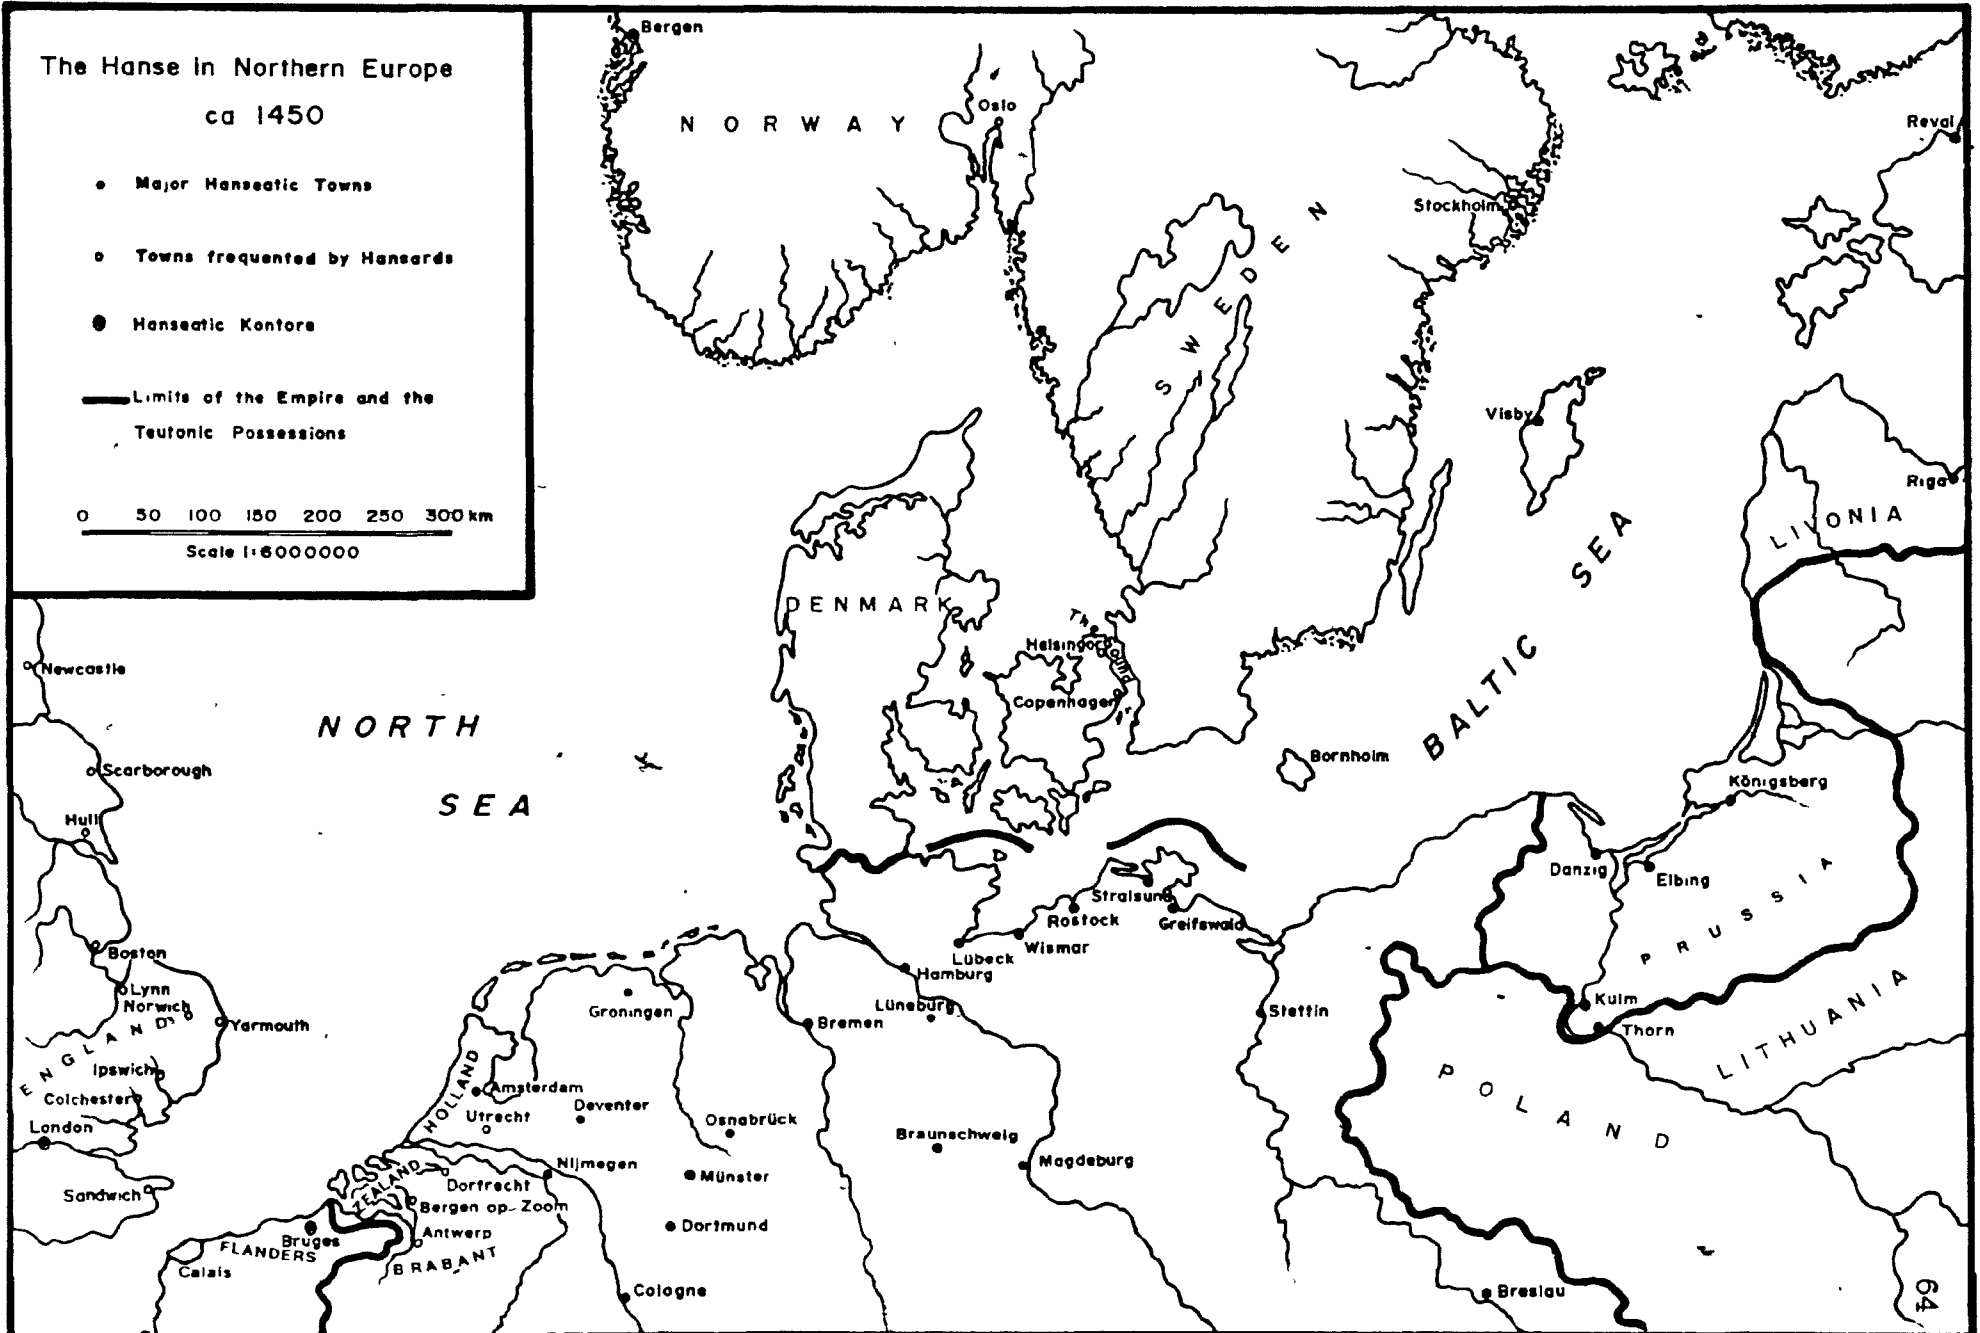 The Hanse in Northern Europe
ca 1450
Major Hanseatic Towns
Towns frequented by Hansards
Hanseatic Kontore
Limits of the Empire and the
Teutonic Possessions
0 50 100 150 200 250 300 km
Scale 1:6000000
Bergen
NORWAY
Oslo
SWEDEN
Stockholm
Reval
Visby
Riga
LIVONIA
BALTIC SEA
DENMARK
The Sound
Helsingor
Copenhagen
Bornholm
NORTH
SEA
Newcastle
Scarborough
Hull
Boston
Lynn
Norwich
Yarmouth
ENGLAND
Ipswich
Colchester
London
Sandwich
Calais
FLANDERS
Bruges
ZEALAND
HOLLAND
Amsterdam
Utrecht
Dortrecht
Bergen op-Zoom
Antwerp
BRABANT
Groningen
Deventer
Nijmegen
Osnabrück
Münster
Dortmund
Cologne
Bremen
Hamburg
Lüneburg
Lübeck
Wismar
Rostock
Stralsund
Greifswald
Braunschweig
Magdeburg
Stettin
Danzig
Elbing
Königsberg
PRUSSIA
Kulm
Thorn
LITHUANIA
POLAND
Breslau
64